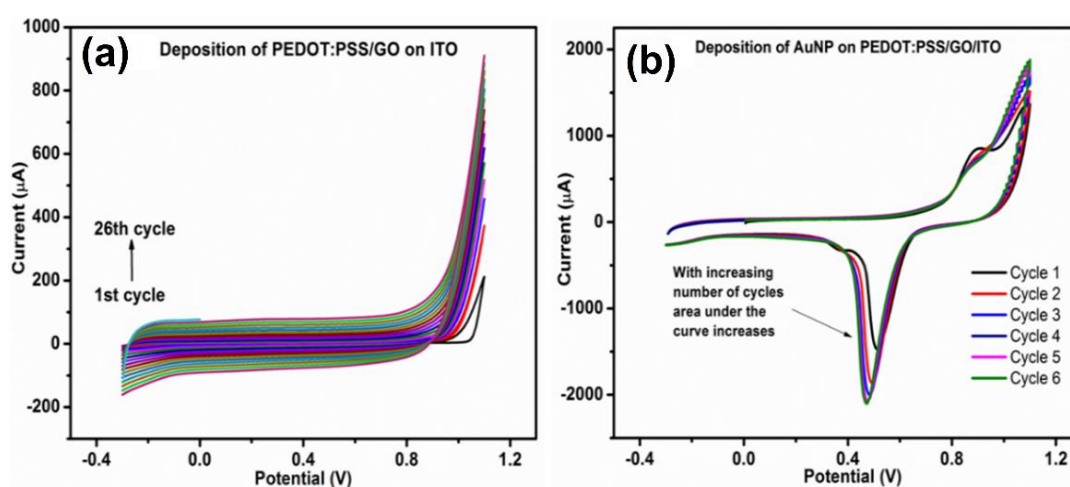 (a)
Deposition of PEDOT:PSS/GO on ITO
1000
800
600
400
200
0
-200
Current (µA)
26th cycle
1st cycle
-0.4
0.0
0.4
0.8
1.2
Potential (V)
(b)
Deposition of AuNP on PEDOT:PSS/GO/ITO
2000
1000
0
-1000
-2000
Current (µA)
With increasing
number of cycles
area under the
curve increases
Cycle 1
Cycle 2
Cycle 3
Cycle 4
Cycle 5
Cycle 6
-0.4
0.0
0.4
0.8
1.2
Potential (V)